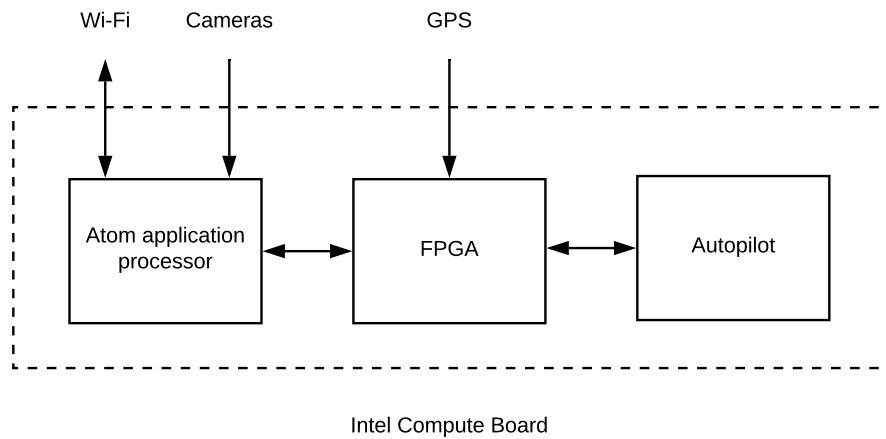 Wi-Fi
Cameras
GPS
Atom application
processor
FPGA
Autopilot
Intel Compute Board